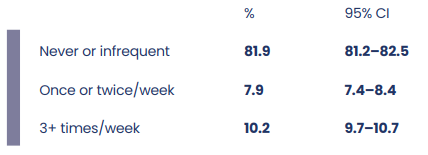 % 95% CI
Never or infrequent 81.9 81.2–82.5
Once or twice/week 7.9 7.4–8.4
3+ times/week 10.2 9.7–10.7